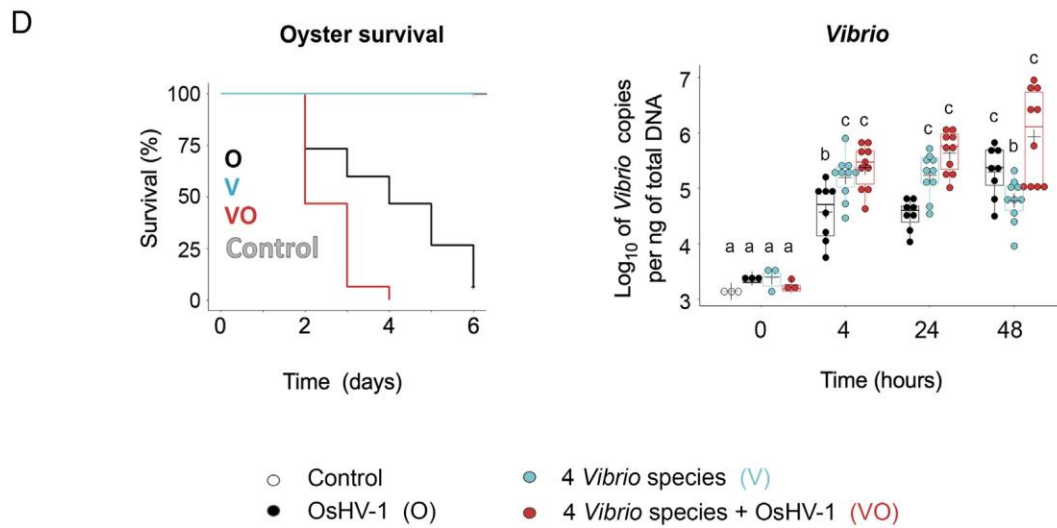 D
Oyster survival
Survival (%)
100
75
50
25
0
O
V
VO
Control
0
2
4
6
Time (days)
Vibrio
Log10 of Vibrio copies
per ng of total DNA
7
6
5
4
3
a a a a
b c c
c c
c b c
0
4
24
48
Time (hours)
Control
OsHV-1 (O)
4 Vibrio species (V)
4 Vibrio species + OsHV-1 (VO)